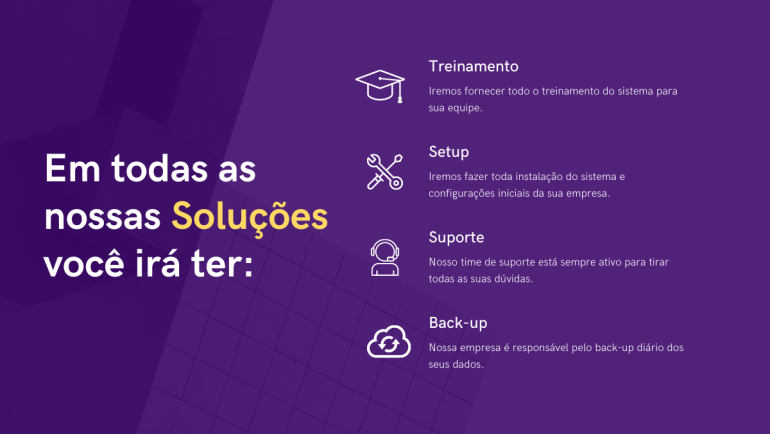 Em todas as
nossas Soluções
você irá ter:
Treinamento
Iremos fornecer todo o treinamento do sistema para
sua equipe.
Setup
Iremos fazer toda instalação do sistema e
configurações iniciais da sua empresa.
Suporte
Nosso time de suporte está sempre ativo para tirar
todas as suas dúvidas.
Back-up
Nossa empresa é responsável pelo back-up diário dos
seus dados.